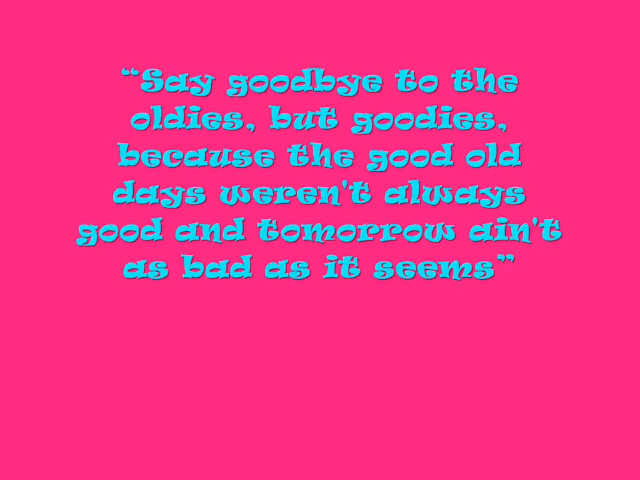 “Say goodbye to the
oldies, but goodies,
because the good old
days weren't always
good and tomorrow ain't
as bad as it seems”